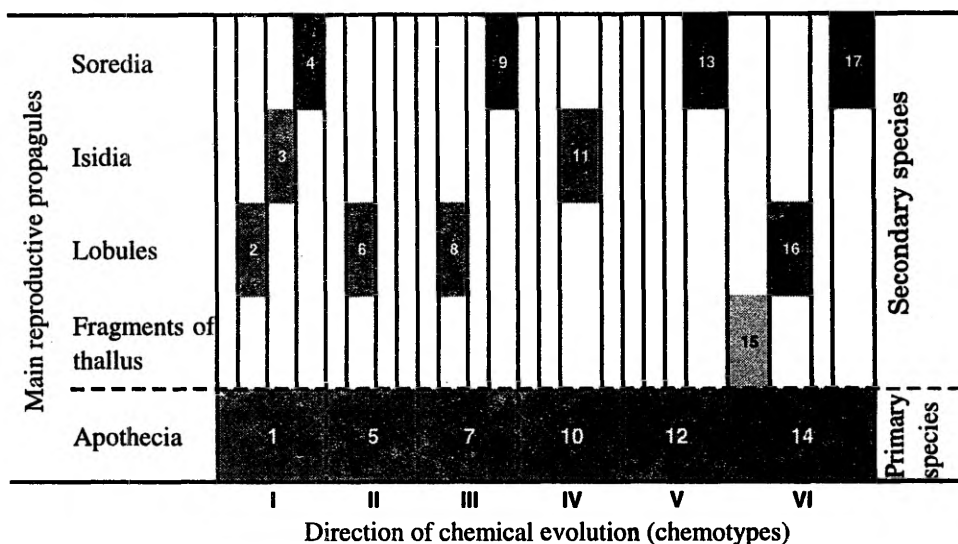 Main reproductive propagules
Soredia
4
9
13
17
Isidia
3
11
Lobules
2
6
8
16
Fragments of
thallus
15
Apothecia
1
5
7
10
12
14
Secondary species
Primary
species
I
II
III
IV
V
VI
Direction of chemical evolution (chemotypes)